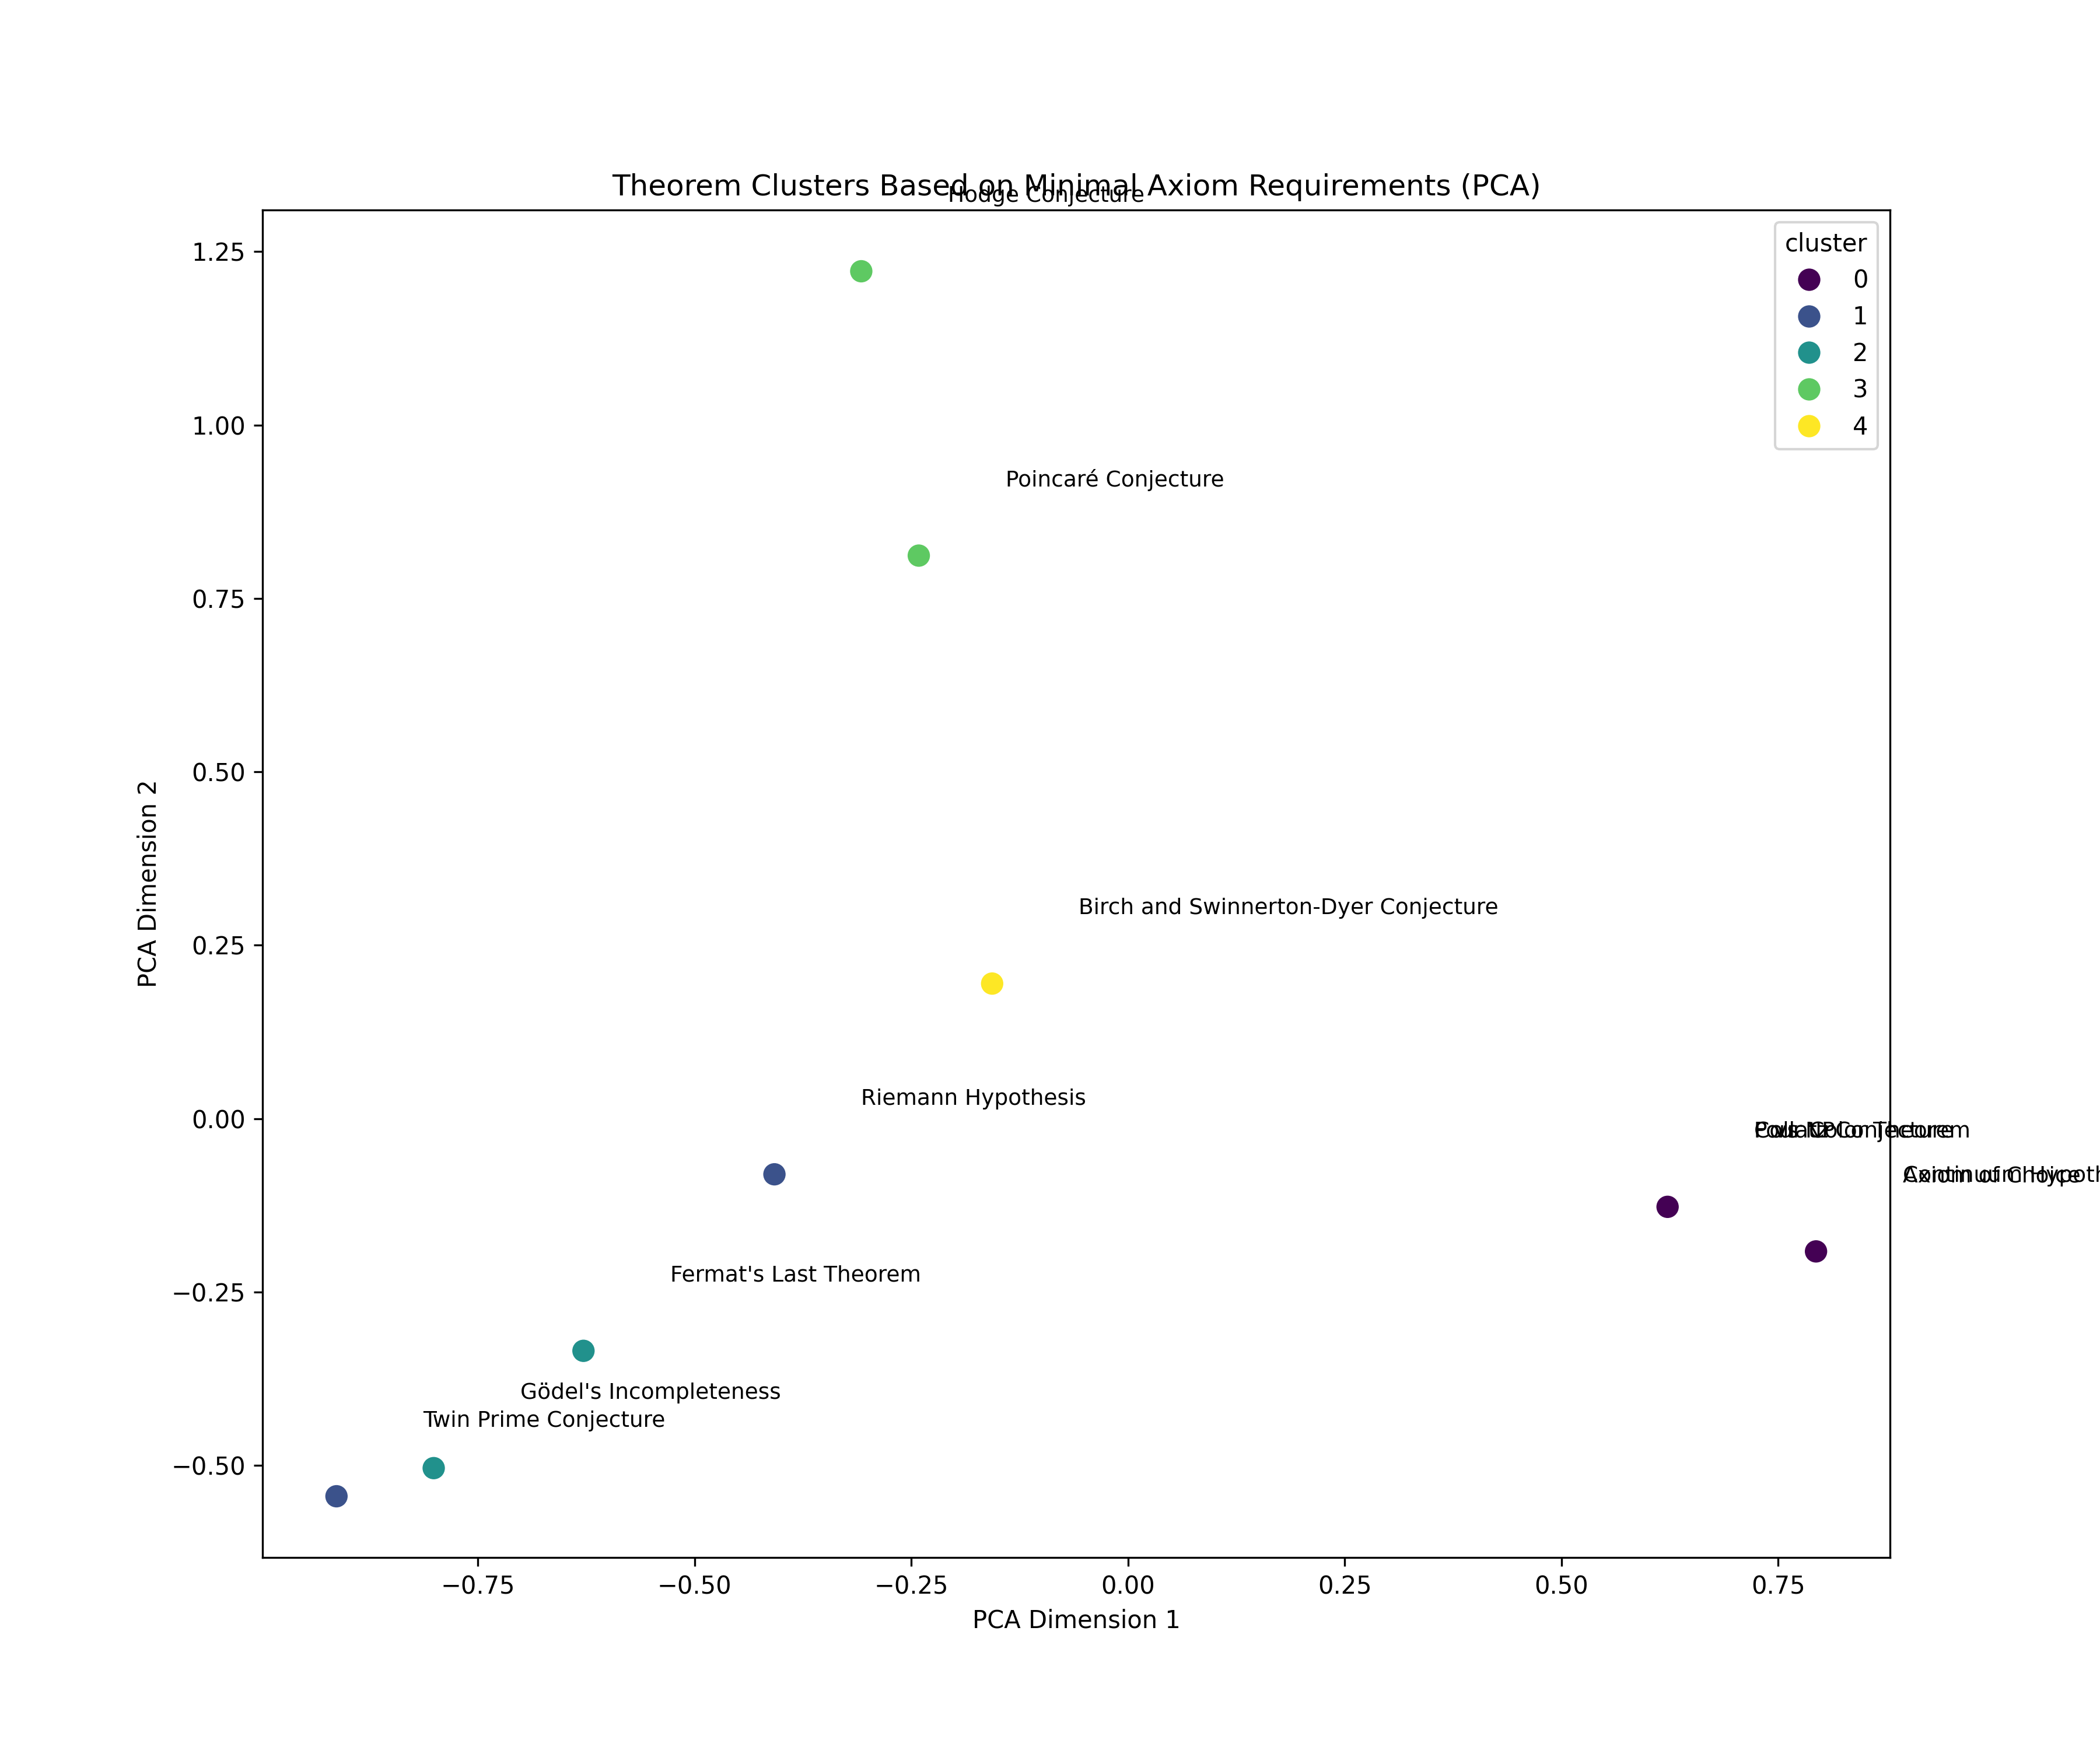 Theorem Clusters Based on Minimal Axiom Requirements (PCA)
Hodge Conjecture
cluster
0
1
2
3
4
1.25
1.00
0.75
0.50
0.25
0.00
−0.25
−0.50
PCA Dimension 2
Poincaré Conjecture
Birch and Swinnerton-Dyer Conjecture
Riemann Hypothesis
Fermat's Last Theorem
Gödel's Incompleteness
Twin Prime Conjecture
Axiom of Choice
−0.75
−0.50
−0.25
0.00
0.25
0.50
0.75
PCA Dimension 1